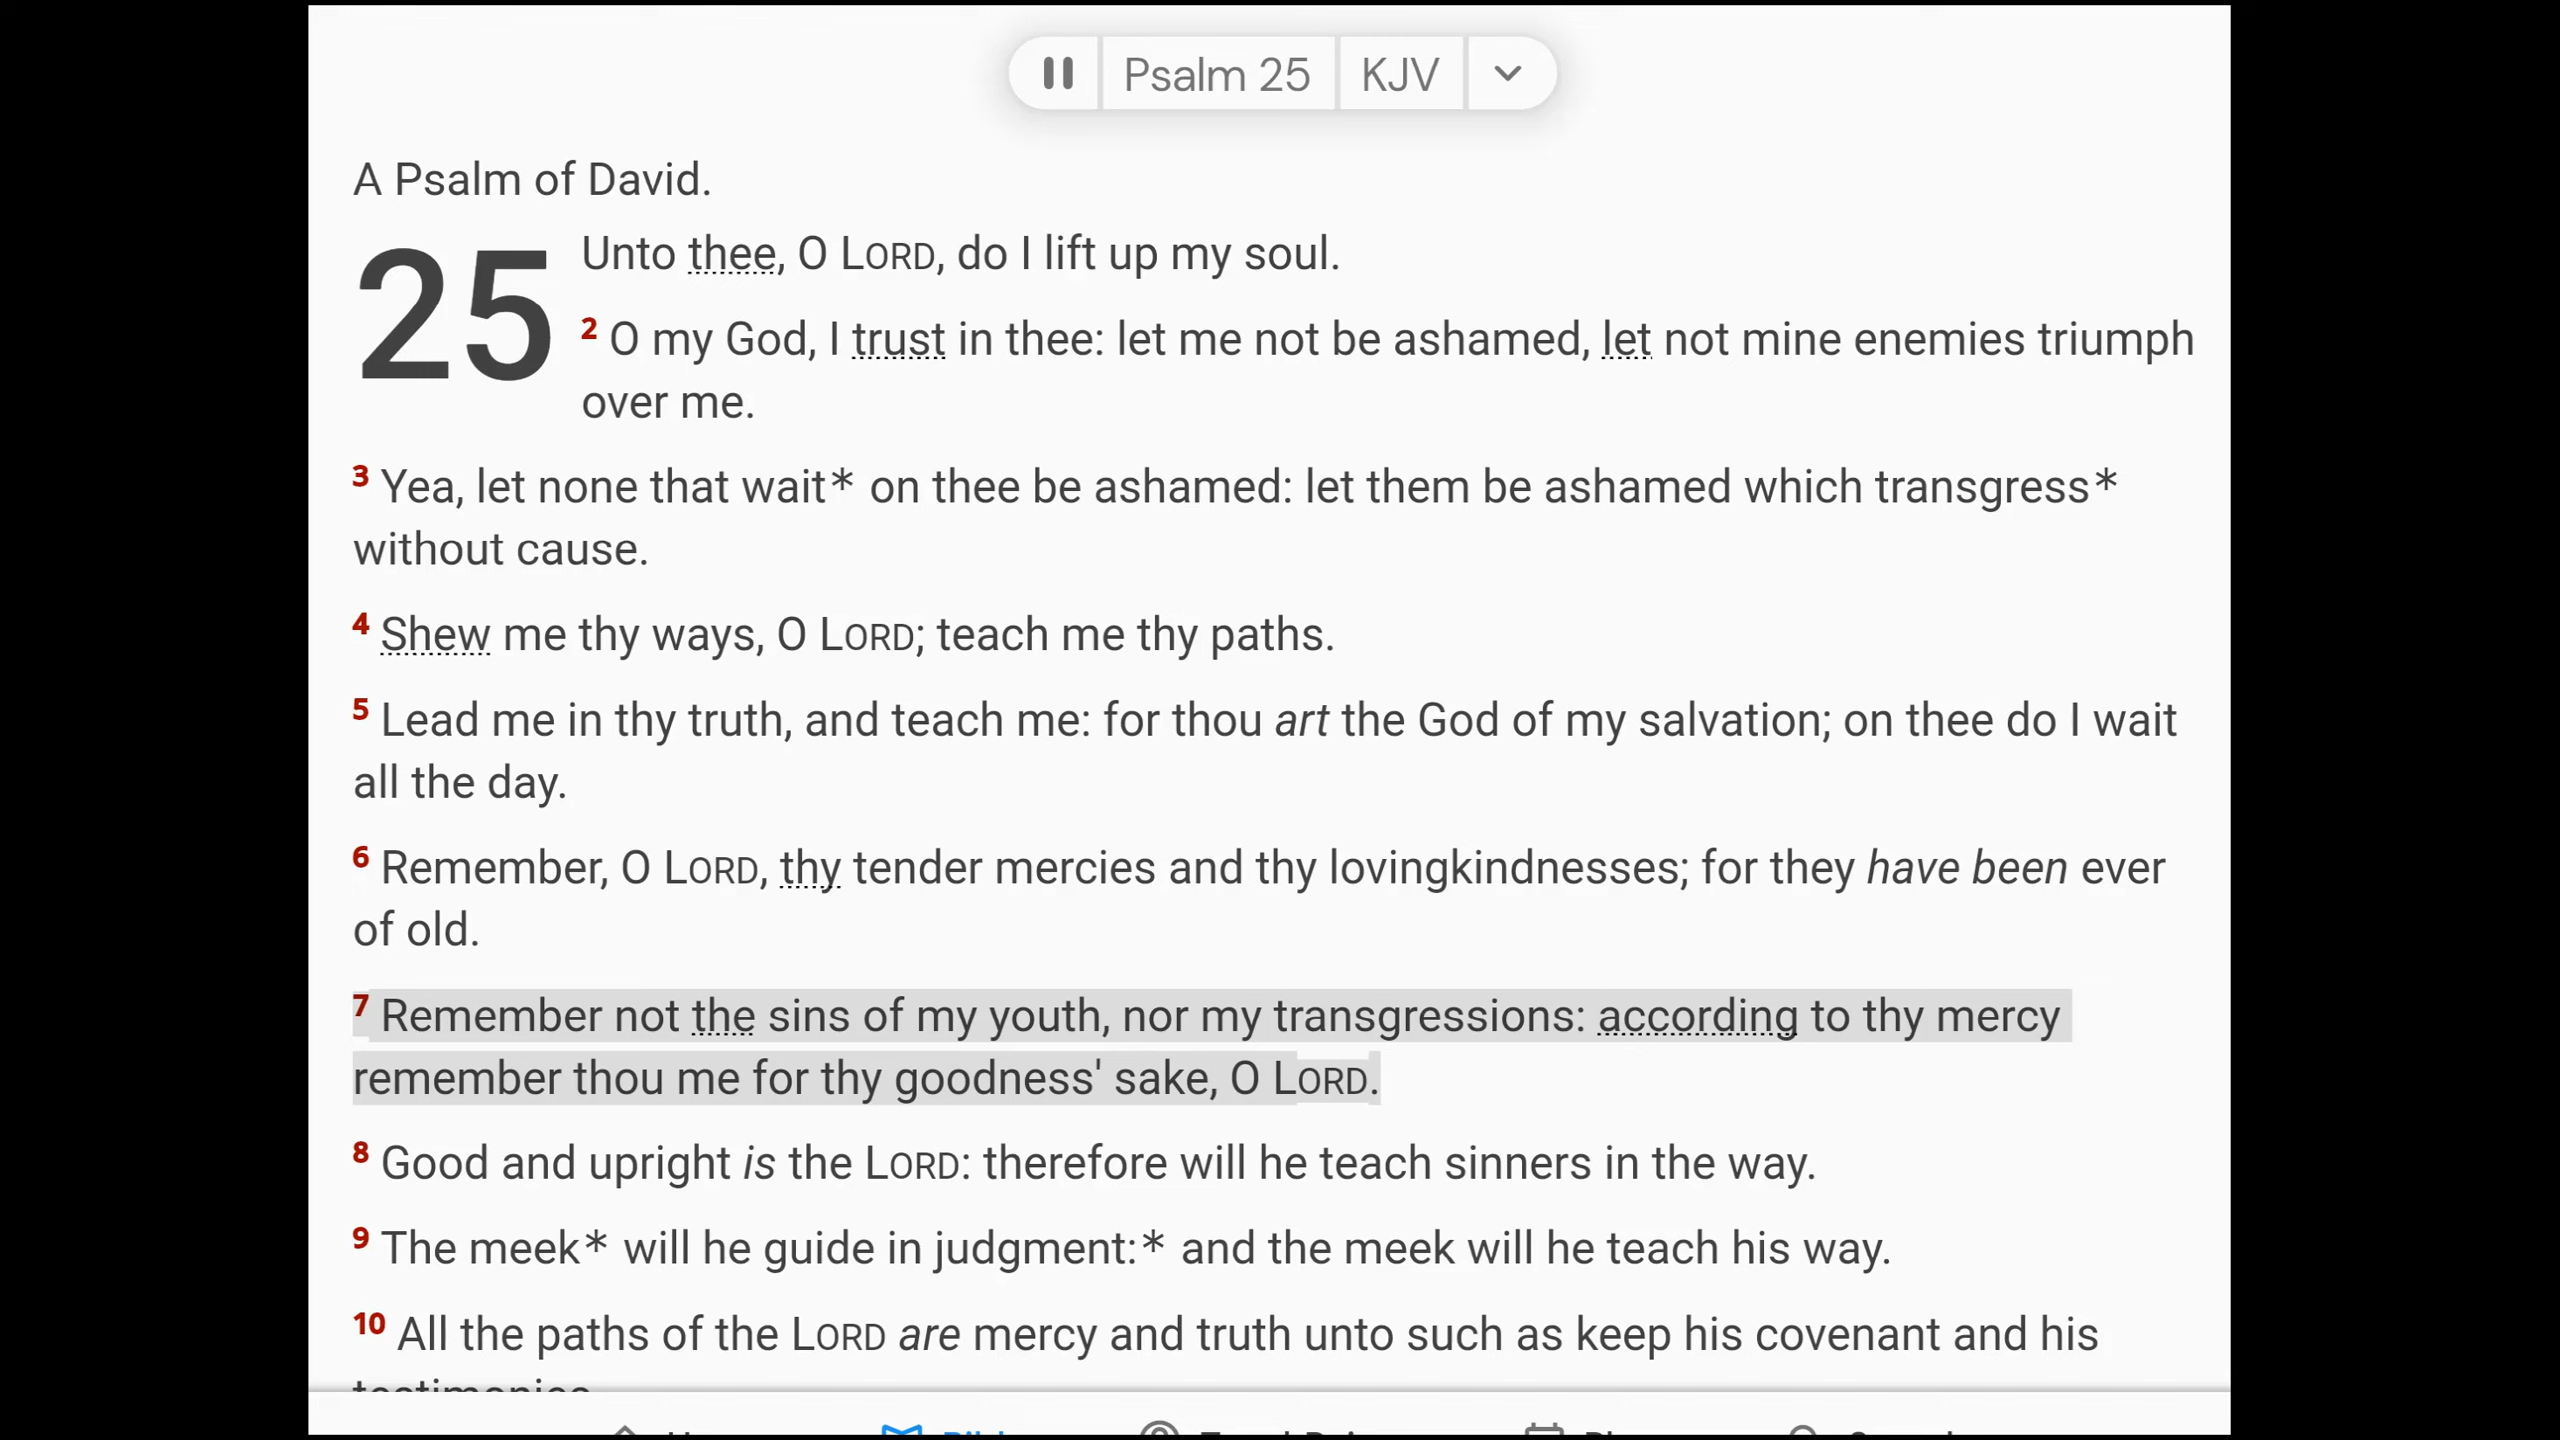 Psalm 25 KJV
A Psalm of David.
25 Unto thee, O LORD, do I lift up my soul.
2 O my God, I trust in thee: let me not be ashamed, let not mine enemies triumph
over me.
3 Yea, let none that wait* on thee be ashamed: let them be ashamed which transgress*
without cause.
4 Shew me thy ways, O LORD; teach me thy paths.
5 Lead me in thy truth, and teach me: for thou art the God of my salvation; on thee do I wait
all the day.
6 Remember, O LORD, thy tender mercies and thy lovingkindnesses; for they have been ever
of old.
7 Remember not the sins of my youth, nor my transgressions: according to thy mercy
remember thou me for thy goodness' sake, O LORD.
8 Good and upright is the LORD: therefore will he teach sinners in the way.
9 The meek* will he guide in judgment:* and the meek will he teach his way.
10 All the paths of the LORD are mercy and truth unto such as keep his covenant and his